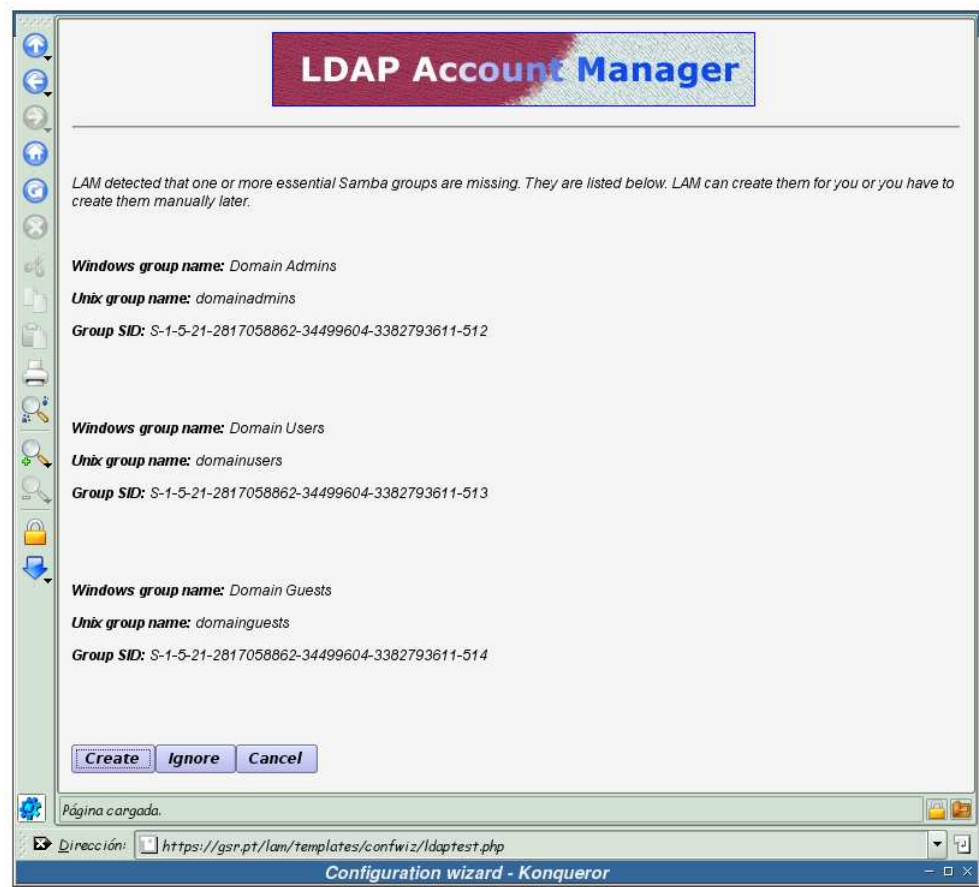 LDAP Account Manager
LAM detected that one or more essential Samba groups are missing. They are listed below. LAM can create them for you or you have to
create them manually later.
Windows group name: Domain Admins
Unix group name: domainadmins
Group SID: S-1-5-21-2817058862-34499604-3382793611-512
Windows group name: Domain Users
Unix group name: domainusers
Group SID: S-1-5-21-2817058862-34499604-3382793611-513
Windows group name: Domain Guests
Unix group name: domainguests
Group SID: S-1-5-21-2817058862-34499604-3382793611-514
Create Ignore Cancel
Página cargada.
Dirección: https://gsr.pt/lam/templates/confwiz/ldaptest.php
Configuration wizard - Konqueror